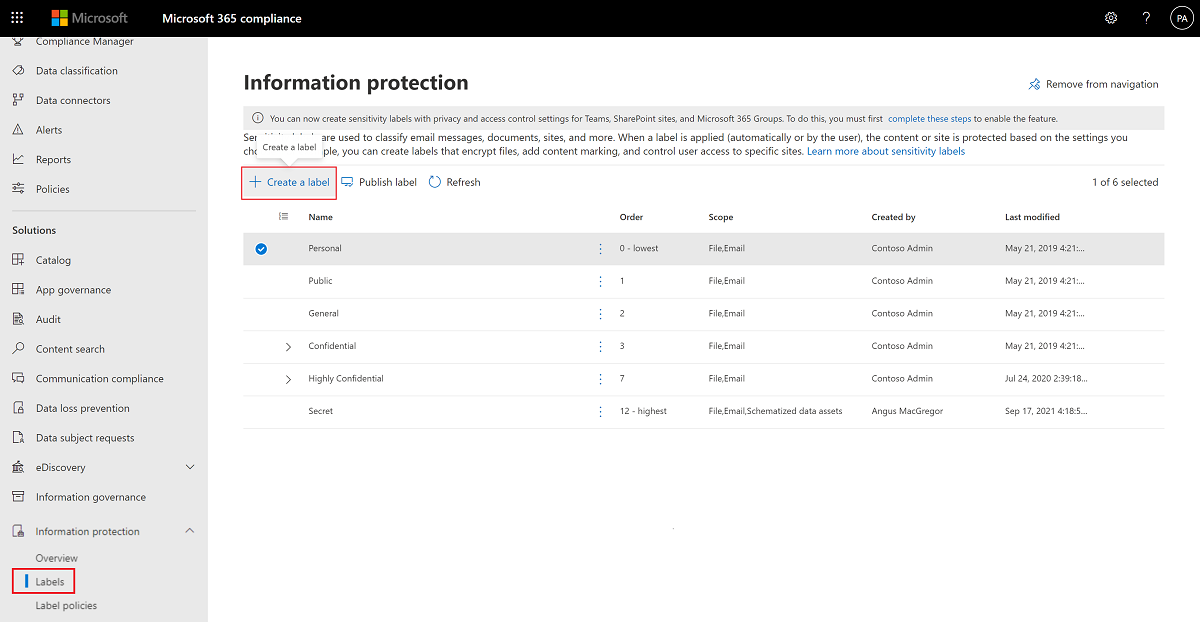 Microsoft
Microsoft 365 compliance
?
PA
Compliance Manager
Data classification
Data connectors
Alerts
Reports
Policies
Solutions
Catalog
App governance
Audit
Content search
Communication compliance
Data loss prevention
Data subject requests
eDiscovery
Information governance
Information protection
Overview
Labels
Label policies
Information protection
Remove from navigation
You can now create sensitivity labels with privacy and access control settings for Teams, SharePoint sites, and Microsoft 365 Groups. To do this, you must first complete these steps to enable the feature.
are used to classify email messages, documents, sites, and more. When a label is applied (automatically or by the user), the content or site is protected based on the settings you
you can create labels that encrypt files, add content marking, and control user access to specific sites. Learn more about sensitivity labels
Create a label
Create a label Publish label Refresh 1 of 6 selected
Name Order Scope Created by Last modified
Personal 0 - lowest File,Email Contoso Admin May 21, 2019 4:21:...
Public 1 File,Email Contoso Admin May 21, 2019 4:21:...
General 2 File,Email Contoso Admin May 21, 2019 4:21:...
Confidential 3 File,Email Contoso Admin May 21, 2019 4:21:...
Highly Confidential 7 File,Email Contoso Admin Jul 24, 2020 2:39:18...
Secret 12 - highest File,Email,Schematized data assets Angus MacGregor Sep 17, 2021 4:18:5...